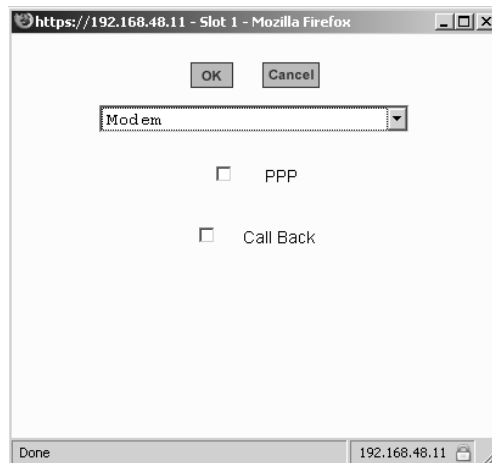 https://192.168.48.11 - Slot 1 - Mozilla Firefox
OK Cancel
Modem
PPP
Call Back
Done 192.168.48.11